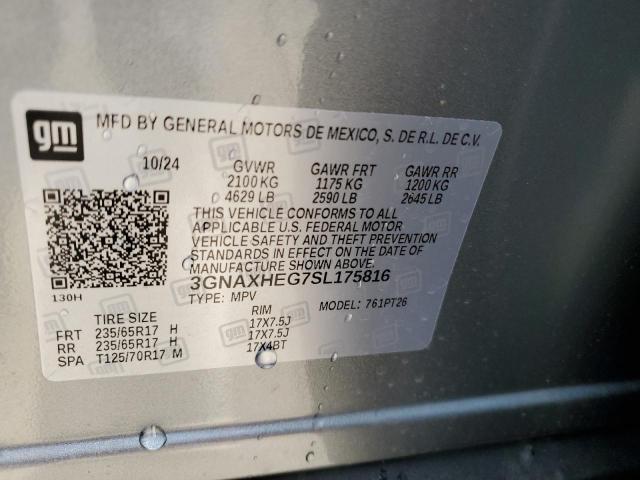 gm
MFD BY GENERAL MOTORS DE MEXICO, S. DE R.L. DE C.V.
10/24 GVWR GAWR FRT GAWR RR
2100 KG 1175 KG 1200 KG
4629 LB 2590 LB 2645 LB
THIS VEHICLE CONFORMS TO ALL
APPLICABLE U.S. FEDERAL MOTOR
VEHICLE SAFETY AND THEFT PREVENTION
STANDARDS IN EFFECT ON THE DATE OF
MANUFACTURE SHOWN ABOVE.
3GNAXHEG7SL175816
130H TYPE: MPV MODEL: 761PT26
TIRE SIZE RIM
FRT 235/65R17 H 17X7.5J
RR 235/65R17 H 17X7.5J
SPA T125/70R17 M 17X4BT